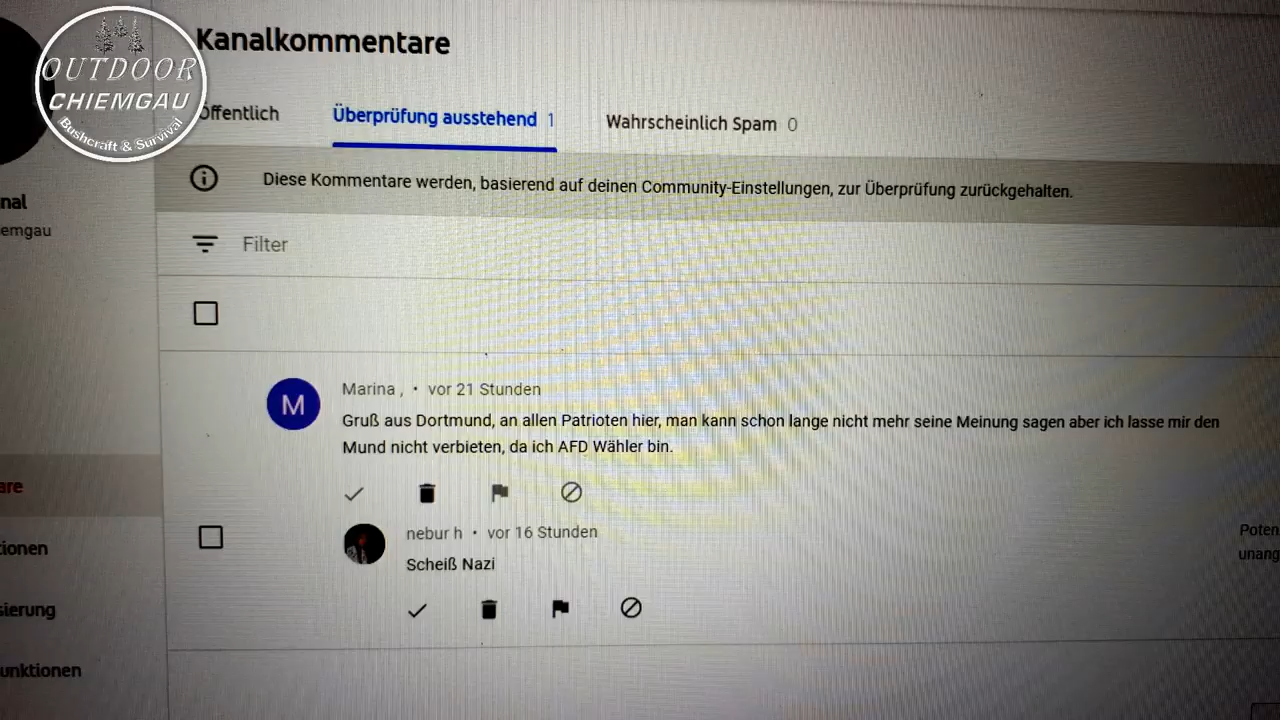 OUTDOOR
CHIEMGAU
Bushcraft & Survival
Kanalkommentare
Öffentlich
Überprüfung ausstehend 1
Wahrscheinlich Spam 0
Diese Kommentare werden, basierend auf deinen Community-Einstellungen, zur Überprüfung zurückgehalten.
nal
emgau
Filter
M
Marina , • vor 21 Stunden
Gruß aus Dortmund, an allen Patrioten hier, man kann schon lange nicht mehr seine Meinung sagen aber ich lasse mir den
Mund nicht verbieten, da ich AFD Wähler bin.
are
nebur h • vor 16 Stunden
Scheiß Nazi
Poten
unang
ionen
sierung
unktionen